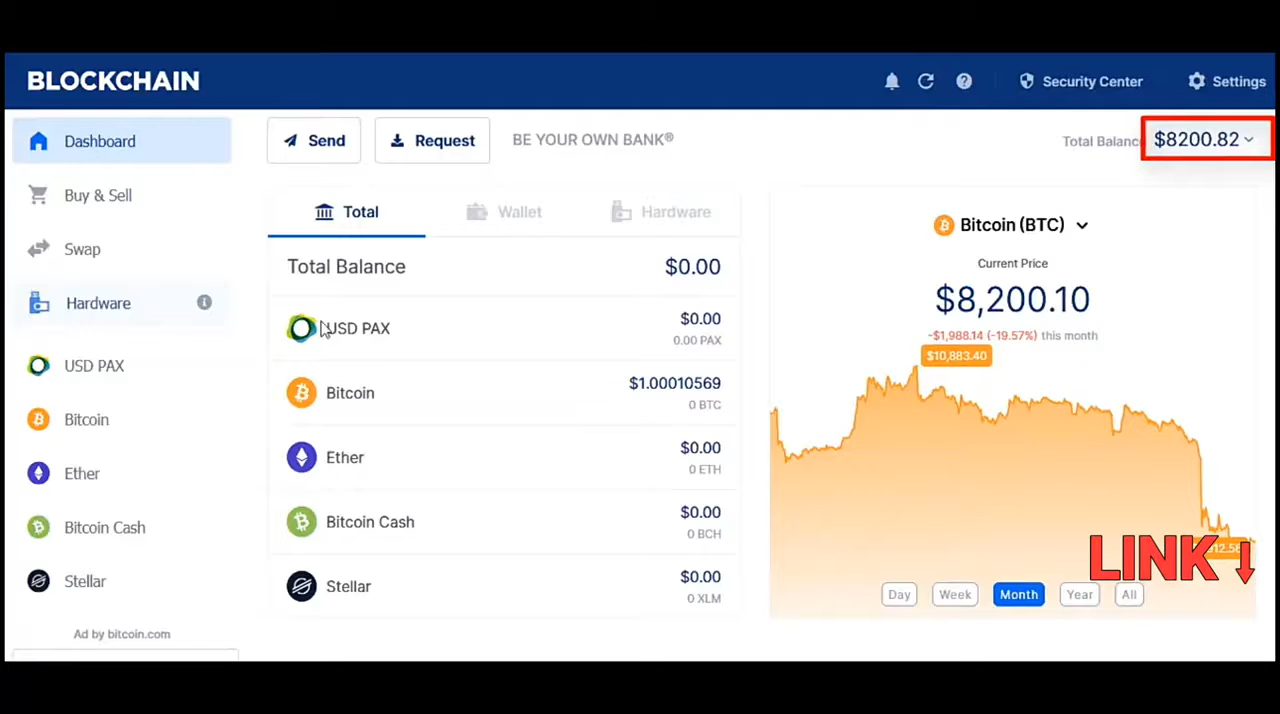 BLOCKCHAIN
Security Center
Settings
Dashboard
Send
Request
BE YOUR OWN BANK®
Total Balanc
$8200.82
Buy & Sell
Swap
Hardware
USD PAX
Bitcoin
Ether
Bitcoin Cash
Stellar
Ad by bitcoin.com
Total
Wallet
Hardware
Total Balance
$0.00
USD PAX
$0.00
0.00 PAX
Bitcoin
$1.00010569
0 BTC
Ether
$0.00
0 ETH
Bitcoin Cash
$0.00
0 BCH
Stellar
$0.00
0 XLM
Bitcoin (BTC)
Current Price
$8,200.10
-$1,988.14 (-19.57%) this month
$10,883.40
LINK
Day
Week
Month
Year
All